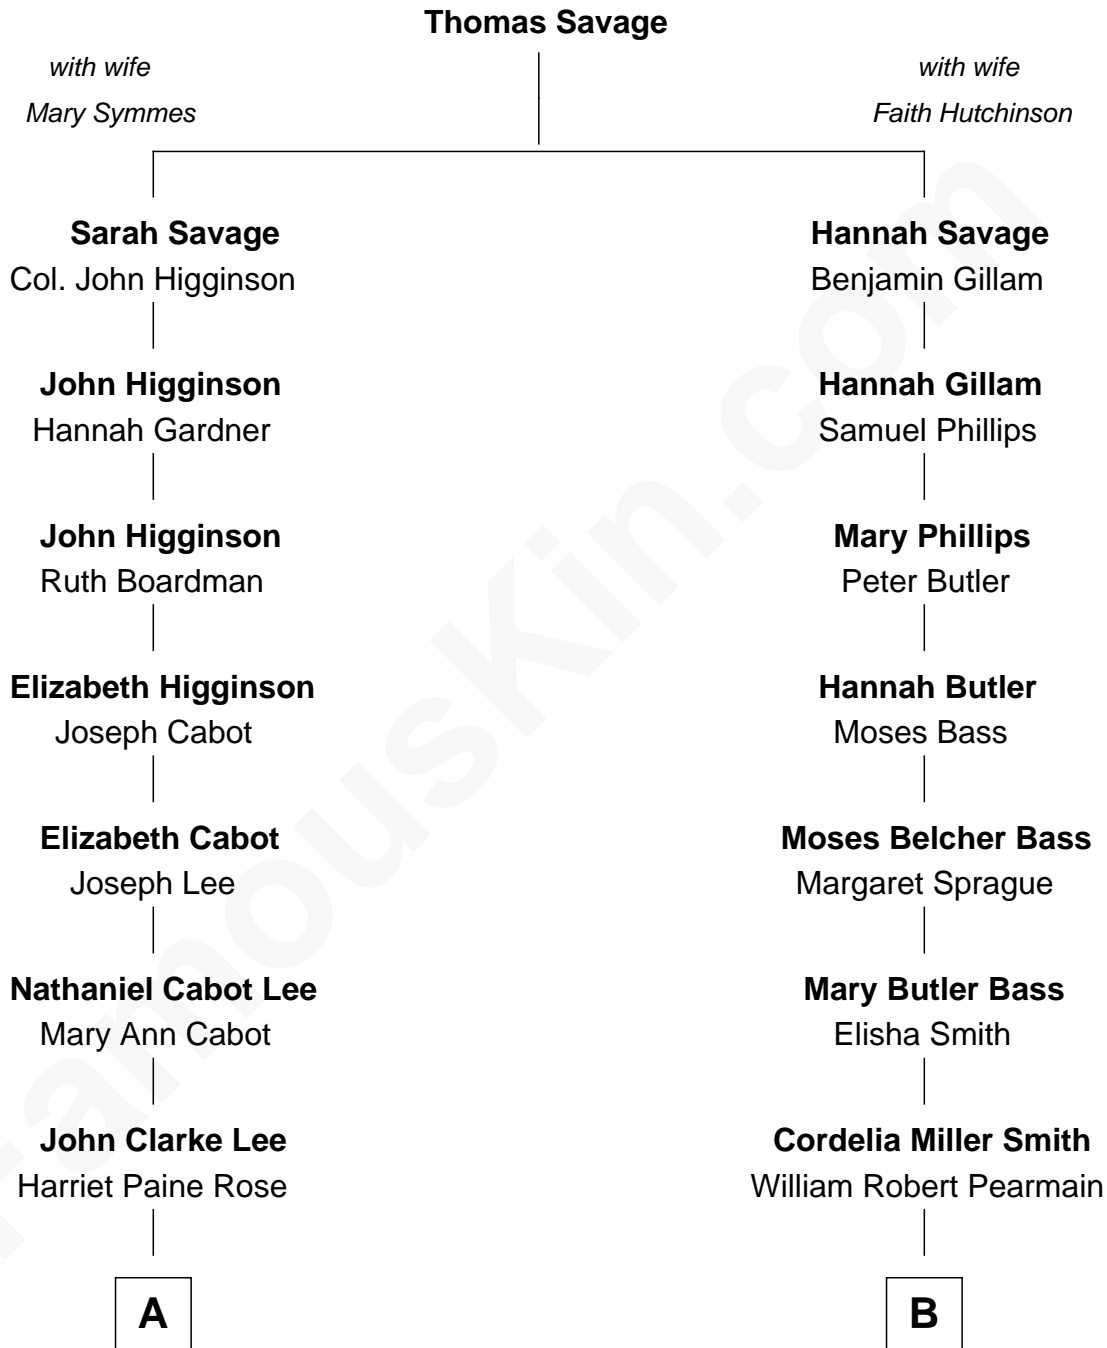 Thomas Savage
with wife
Mary Symmes
with wife
Faith Hutchinson
Sarah Savage
Col. John Higginson
Hannah Savage
Benjamin Gillam
John Higginson
Hannah Gardner
Hannah Gillam
Samuel Phillips
John Higginson
Ruth Boardman
Mary Phillips
Peter Butler
Elizabeth Higginson
Joseph Cabot
Hannah Butler
Moses Bass
Elizabeth Cabot
Joseph Lee
Moses Belcher Bass
Margaret Sprague
Nathaniel Cabot Lee
Mary Ann Cabot
Mary Butler Bass
Elisha Smith
John Clarke Lee
Harriet Paine Rose
Cordelia Miller Smith
William Robert Pearmain
A
B
FamousKin.com